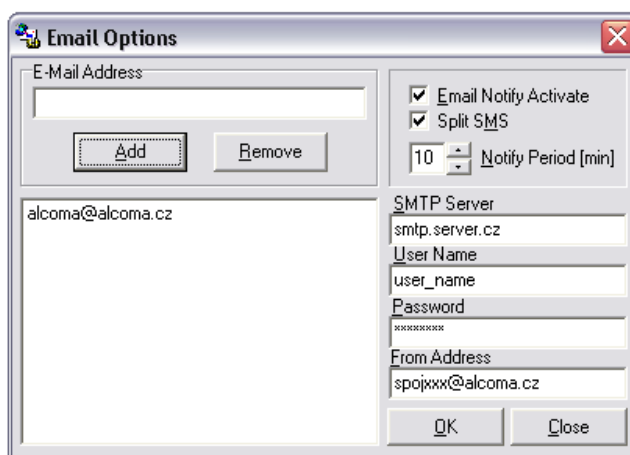 Email Options
E-Mail Address
Add
Remove
Email Notify Activate
Split SMS
10
Notify Period [min]
alcoma@alcoma.cz
SMTP Server
smtp.server.cz
User Name
user_name
Password
********
From Address
spojxxx@alcoma.cz
OK
Close